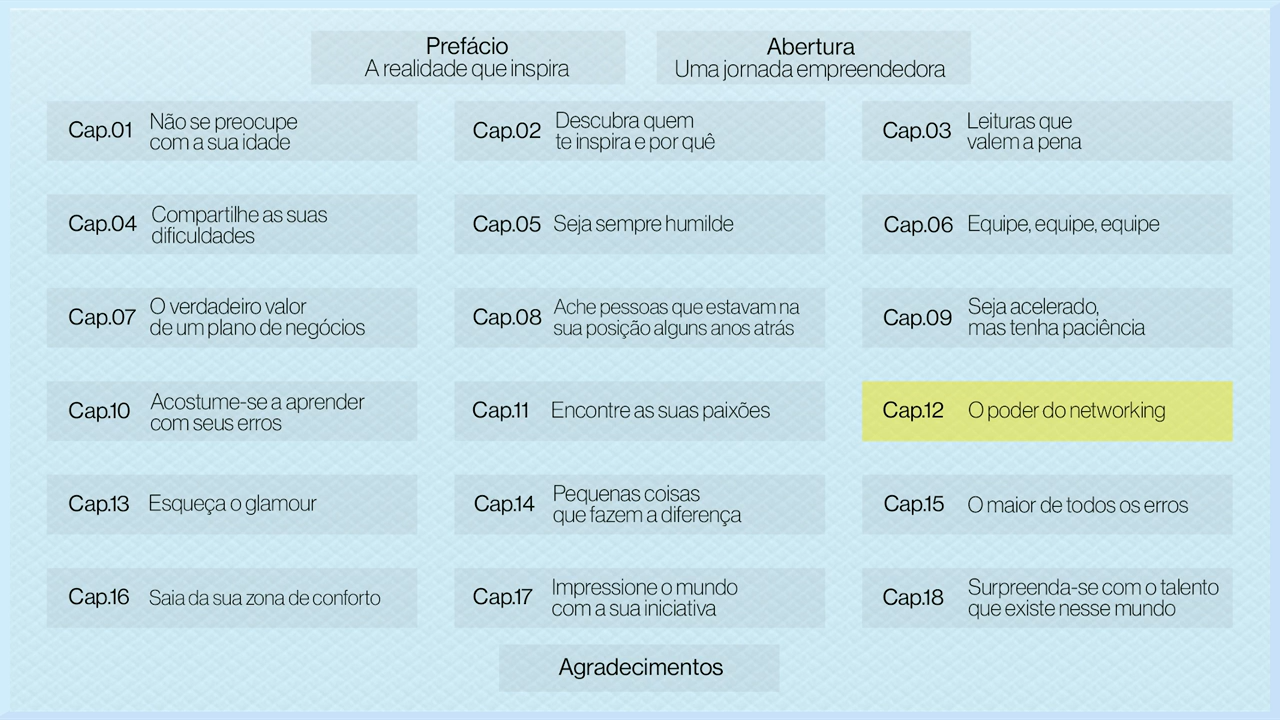 Prefácio
A realidade que inspira
Abertura
Uma jornada empreendedora
Cap.01
Não se preocupe
com a sua idade
Cap.02
Descubra quem
te inspira e por quê
Cap.03
Leituras que
valem a pena
Cap.04
Compartilhe as suas
dificuldades
Cap.05
Seja sempre humilde
Cap.06
Equipe, equipe, equipe
Cap.07
O verdadeiro valor
de um plano de negócios
Cap.08
Ache pessoas que estavam na
sua posição alguns anos atrás
Cap.09
Seja acelerado,
mas tenha paciência
Cap.10
Acostume-se a aprender
com seus erros
Cap.11
Encontre as suas paixões
Cap.12
O poder do networking
Cap.13
Esqueça o glamour
Cap.14
Pequenas coisas
que fazem a diferença
Cap.15
O maior de todos os erros
Cap.16
Saia da sua zona de conforto
Cap.17
Impressione o mundo
com a sua iniciativa
Cap.18
Surpreenda-se com o talento
que existe nesse mundo
Agradecimentos